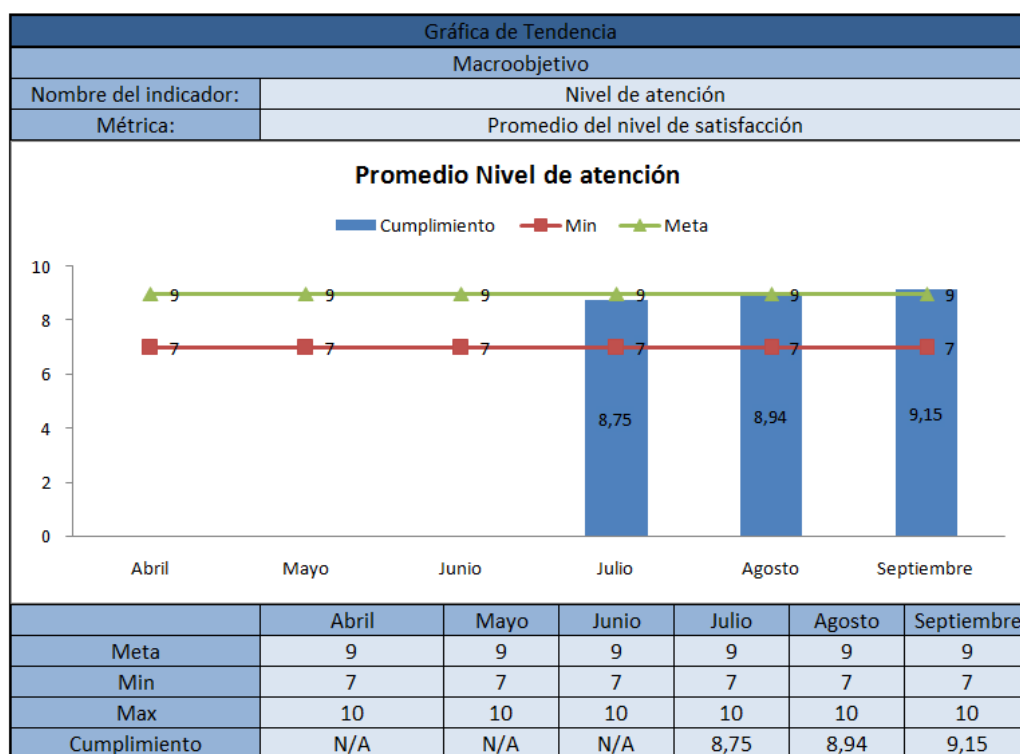 Gráfica de Tendencia
Macroobjetivo
Nombre del indicador: Nivel de atención
Métrica: Promedio del nivel de satisfacción
Promedio Nivel de atención
Cumplimiento Min Meta
10
9 9 9 9 9 9
8
7 7 7 7 7 7
6
8,75 8,94 9,15
4
2
0
Abril Mayo Junio Julio Agosto Septiembre
Abril Mayo Junio Julio Agosto Septiembre
Meta 9 9 9 9 9 9
Min 7 7 7 7 7 7
Max 10 10 10 10 10 10
Cumplimiento N/A N/A N/A 8,75 8,94 9,15